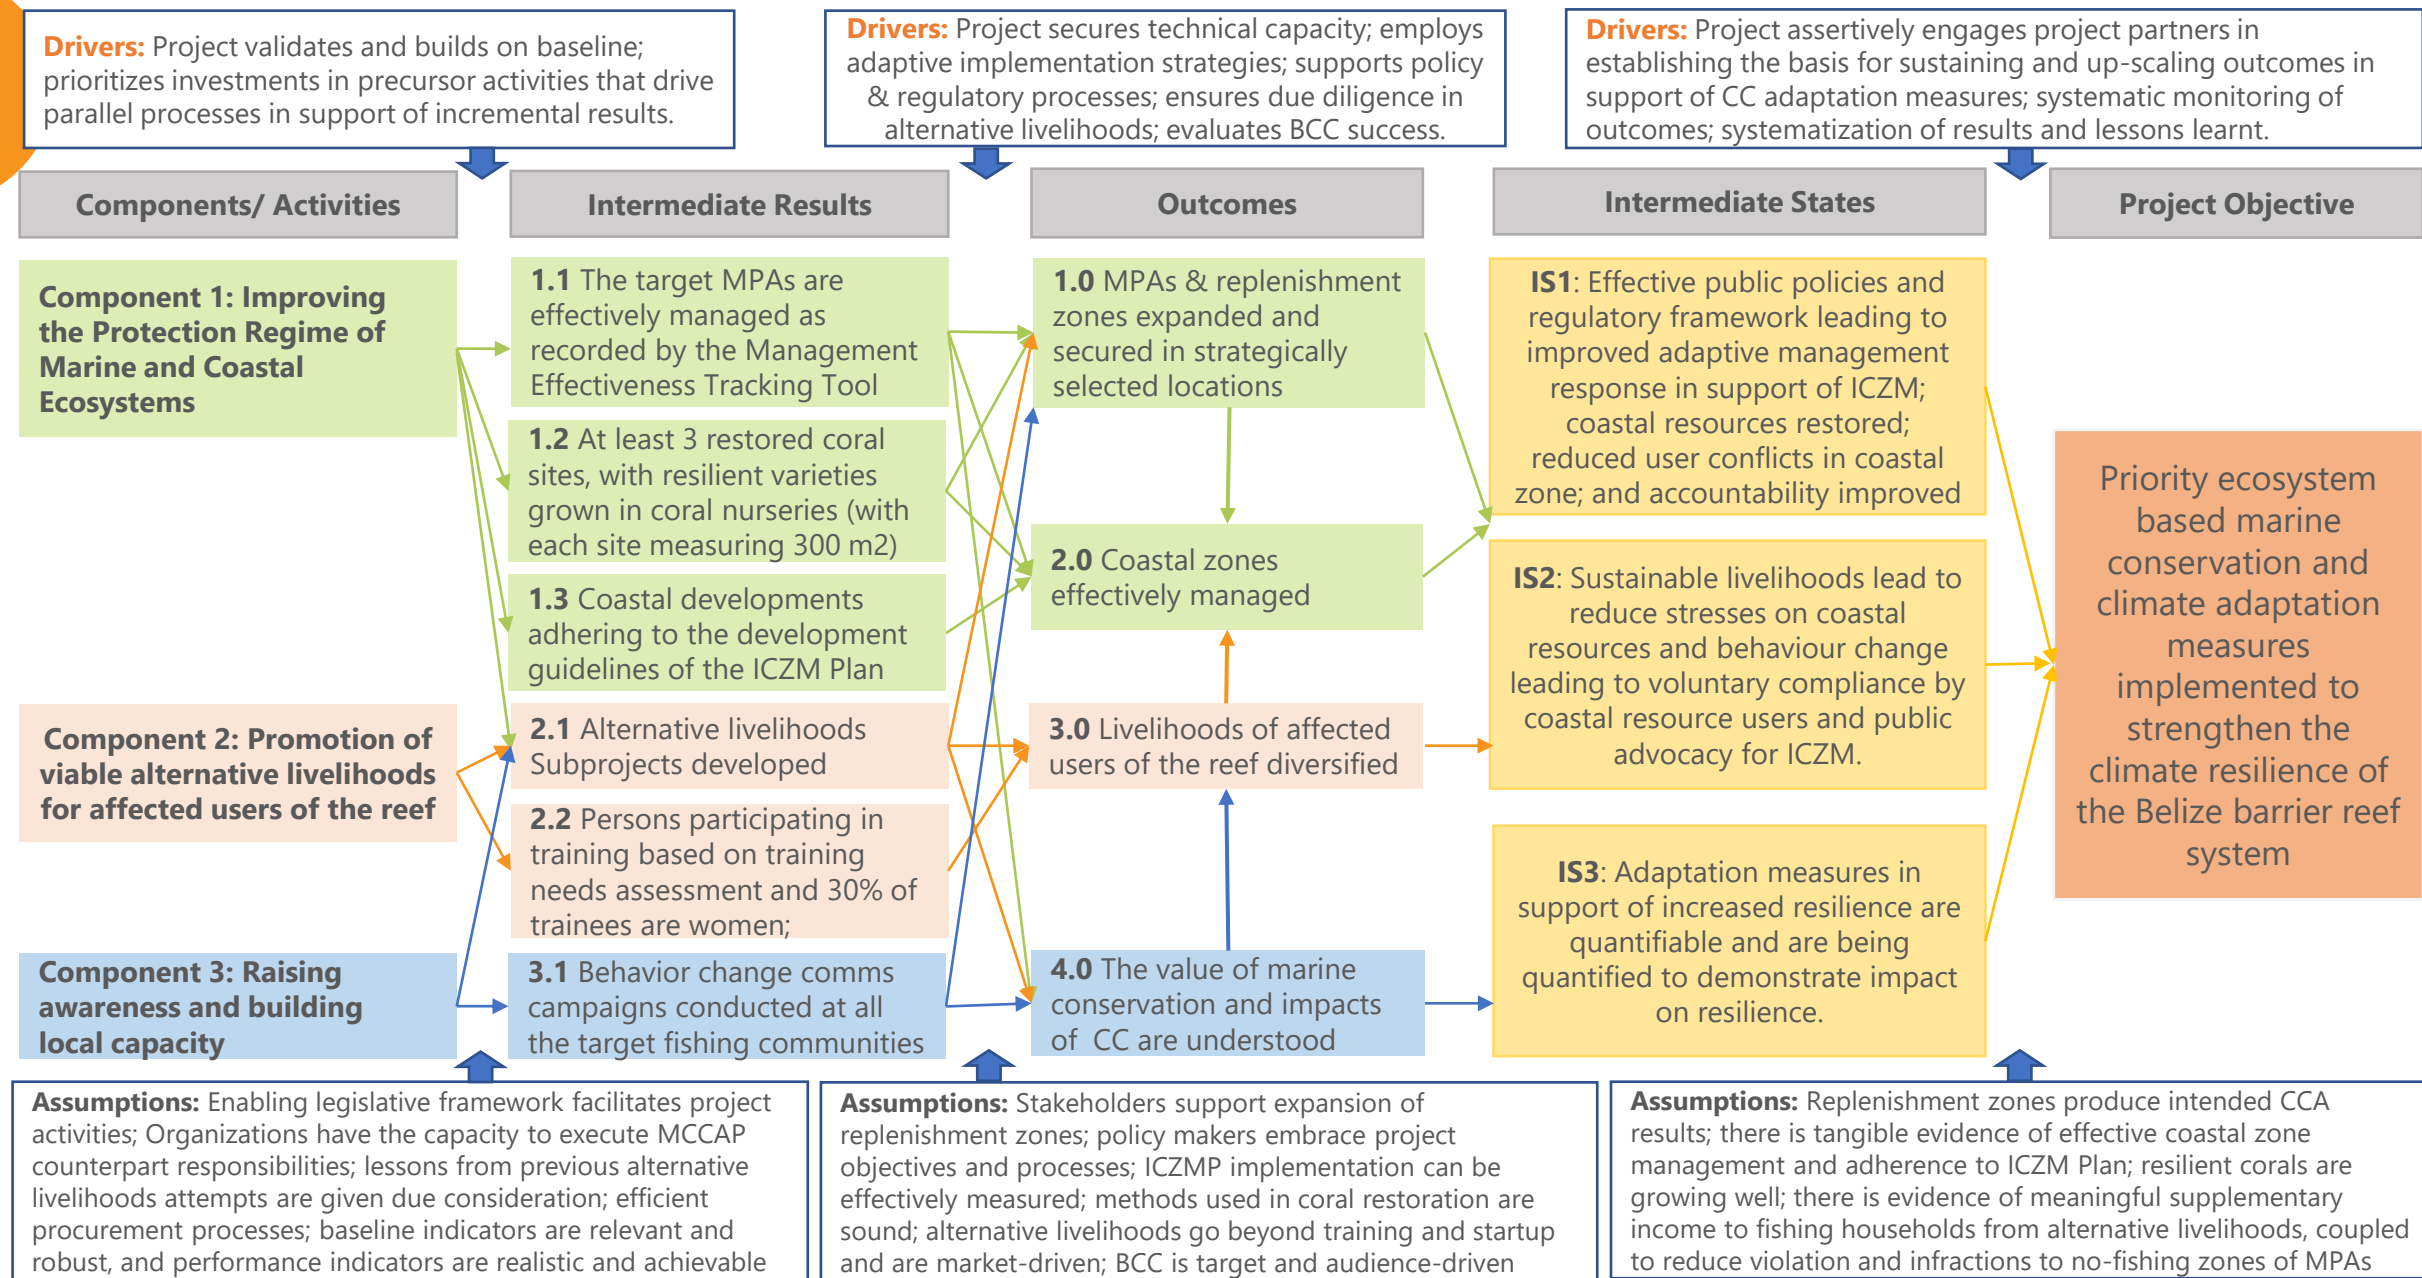 Drivers: Project validates and builds on baseline;
prioritizes investments in precursor activities that drive
parallel processes in support of incremental results.
Drivers: Project secures technical capacity; employs
adaptive implementation strategies; supports policy
& regulatory processes; ensures due diligence in
alternative livelihoods; evaluates BCC success.
Drivers: Project assertively engages project partners in
establishing the basis for sustaining and up-scaling outcomes in
support of CC adaptation measures; systematic monitoring of
outcomes; systematization of results and lessons learnt.
Components/ Activities
Intermediate Results
Outcomes
Intermediate States
Project Objective
Component 1: Improving
the Protection Regime of
Marine and Coastal
Ecosystems
Component 2: Promotion of
viable alternative livelihoods
for affected users of the reef
Component 3: Raising
awareness and building
local capacity
1.1 The target MPAs are
effectively managed as
recorded by the Management
Effectiveness Tracking Tool
1.2 At least 3 restored coral
sites, with resilient varieties
grown in coral nurseries (with
each site measuring 300 m2)
1.3 Coastal developments
adhering to the development
guidelines of the ICZM Plan
2.1 Alternative livelihoods
Subprojects developed
2.2 Persons participating in
training based on training
needs assessment and 30% of
trainees are women;
3.1 Behavior change comms
campaigns conducted at all
the target fishing communities
1.0 MPAs & replenishment
zones expanded and
secured in strategically
selected locations
2.0 Coastal zones
effectively managed
3.0 Livelihoods of affected
users of the reef diversified
4.0 The value of marine
conservation and impacts
of CC are understood
IS1: Effective public policies and
regulatory framework leading to
improved adaptive management
response in support of ICZM;
coastal resources restored;
reduced user conflicts in coastal
zone; and accountability improved
IS2: Sustainable livelihoods lead to
reduce stresses on coastal
resources and behaviour change
leading to voluntary compliance by
coastal resource users and public
advocacy for ICZM.
IS3: Adaptation measures in
support of increased resilience are
quantifiable and are being
quantified to demonstrate impact
on resilience.
Priority ecosystem
based marine
conservation and
climate adaptation
measures
implemented to
strengthen the
climate resilience of
the Belize barrier reef
system
Assumptions: Enabling legislative framework facilitates project
activities; Organizations have the capacity to execute MCCAP
counterpart responsibilities; lessons from previous alternative
livelihoods attempts are given due consideration; efficient
procurement processes; baseline indicators are relevant and
robust, and performance indicators are realistic and achievable
Assumptions: Stakeholders support expansion of
replenishment zones; policy makers embrace project
objectives and processes; ICZMP implementation can be
effectively measured; methods used in coral restoration are
sound; alternative livelihoods go beyond training and startup
and are market-driven; BCC is target and audience-driven
Assumptions: Replenishment zones produce intended CCA
results; there is tangible evidence of effective coastal zone
management and adherence to ICZM Plan; resilient corals are
growing well; there is evidence of meaningful supplementary
income to fishing households from alternative livelihoods, coupled
to reduce violation and infractions to no-fishing zones of MPAs